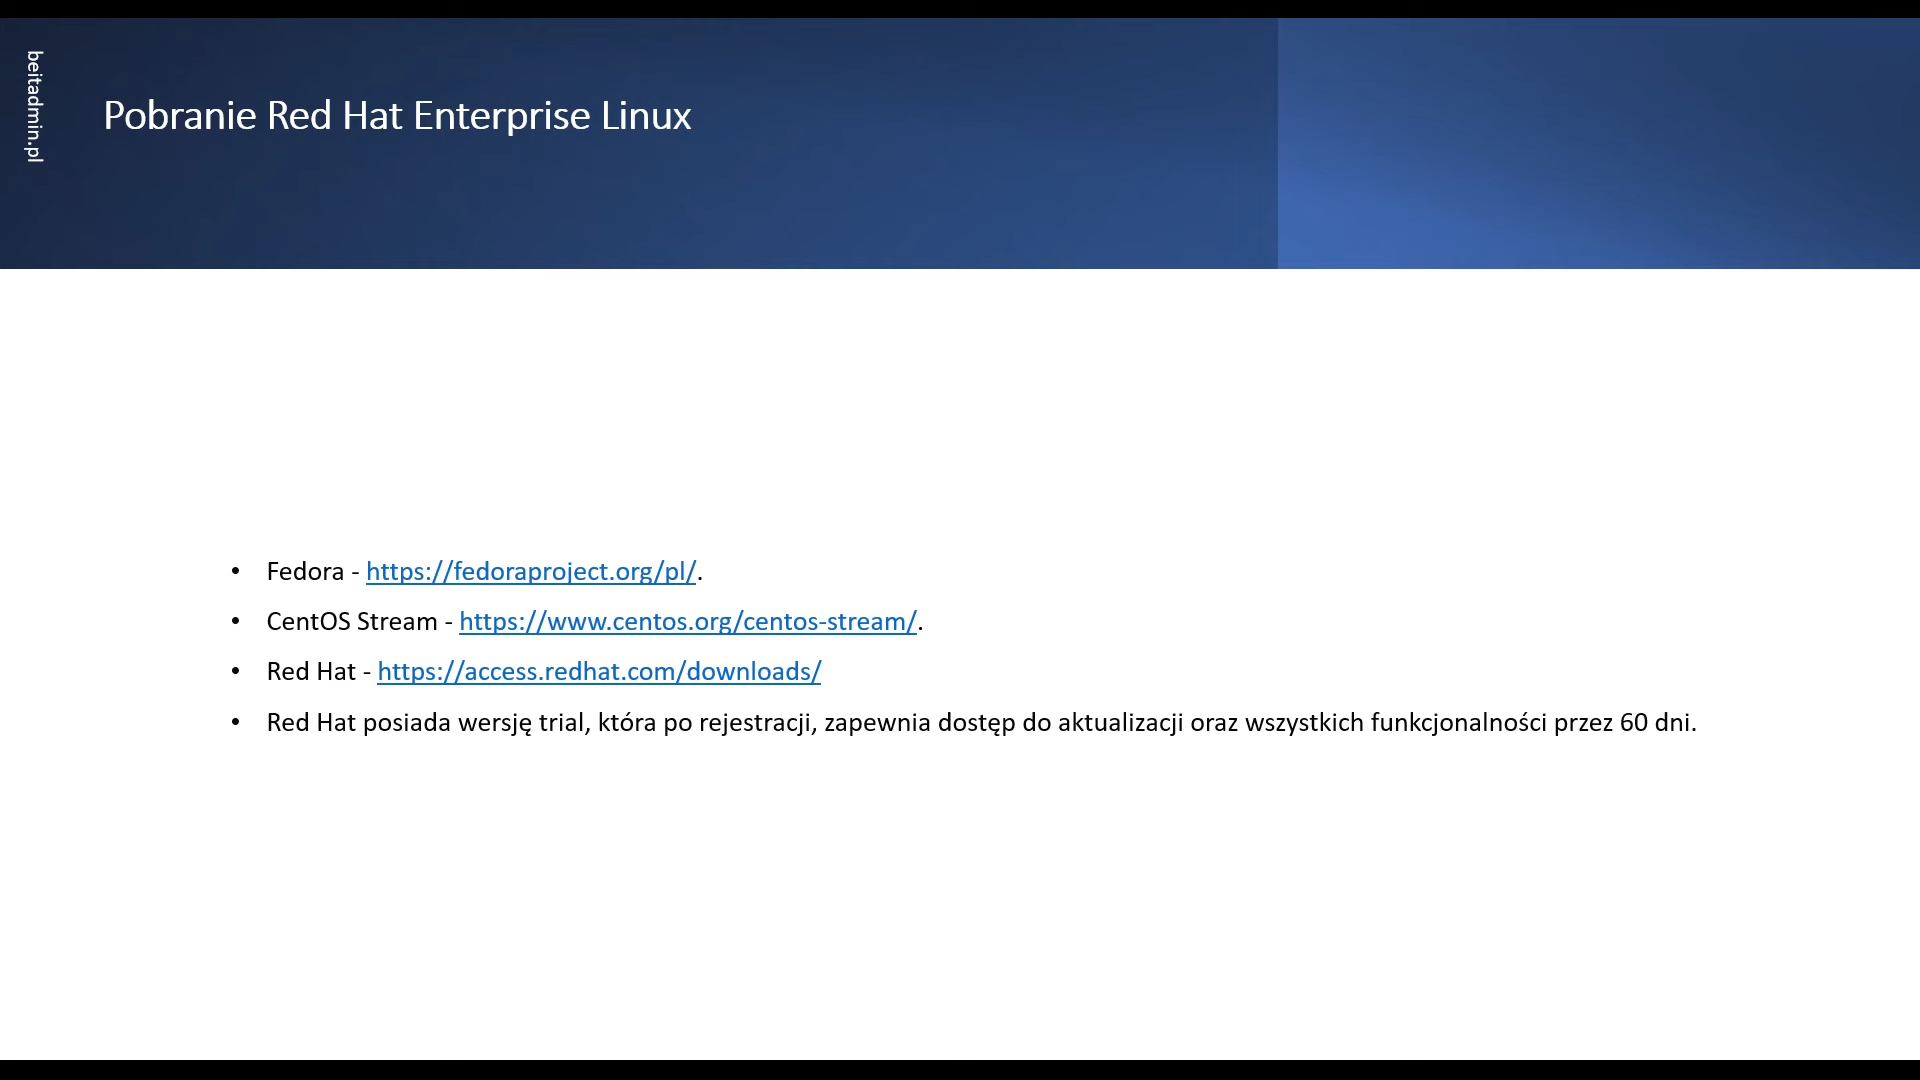 beitadmin.pl
Pobranie Red Hat Enterprise Linux
• Fedora - https://fedoraproject.org/pl/.
• CentOS Stream - https://www.centos.org/centos-stream/.
• Red Hat - https://access.redhat.com/downloads/
• Red Hat posiada wersję trial, która po rejestracji, zapewnia dostęp do aktualizacji oraz wszystkich funkcjonalności przez 60 dni.